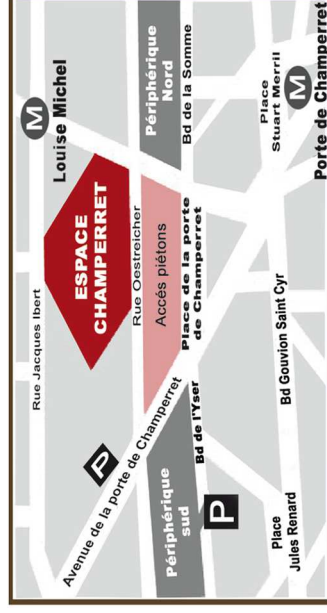 M
Louise Michel
Rue Jacques Ibert
ESPACE
CHAMPERRET
Rue Oestreicher
Accés piétons
Périphérique
Nord
Bd de la Somme
Place de la porte
de Champerret
Place
Stuart Merril
M
Porte de Champerret
P
Avenue de la porte de Champerret
Périphérique
sud
Bd de l'Yser
P
Bd Gouvion Saint Cyr
Place
Jules Renard